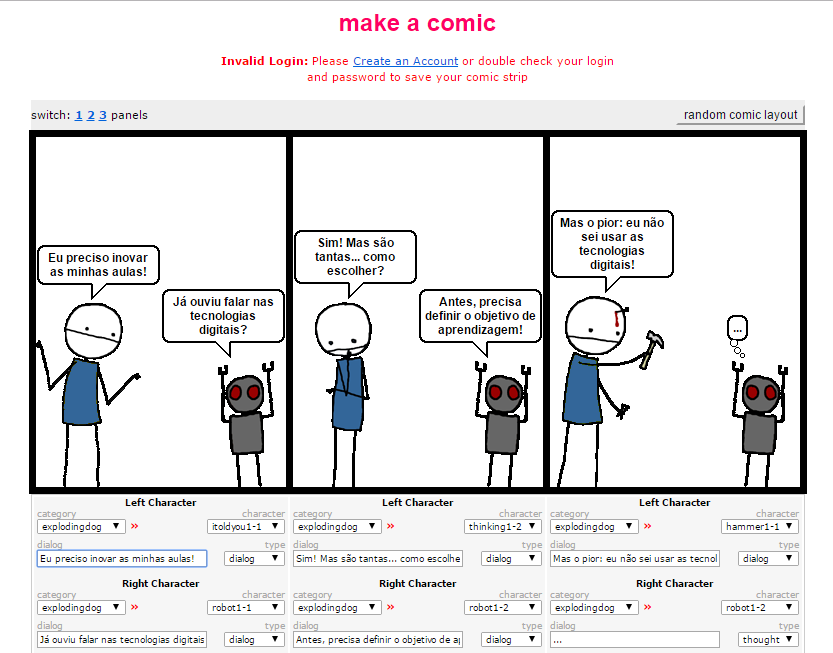 make a comic
Invalid Login: Please Create an Account or double check your login
and password to save your comic strip
switch: 1 2 3 panels
random comic layout
Eu preciso inovar
as minhas aulas!
Já ouviu falar nas
tecnologias
digitais?
Sim! Mas são
tantas... como
escolher?
Antes, precisa
definir o objetivo de
aprendizagem!
Mas o pior: eu não
sei usar as
tecnologias
digitais!
...
Left Character
category character
explodingdog ▼ » itoldyou1-1 ▼
dialog type
Eu preciso inovar as minhas aulas! dialog ▼
Right Character
category character
explodingdog ▼ » robot1-1 ▼
dialog type
Já ouviu falar nas tecnologias digitais dialog ▼
Left Character
category character
explodingdog ▼ » thinking1-2 ▼
dialog type
Sim! Mas são tantas... como escolhe dialog ▼
Right Character
category character
explodingdog ▼ » robot1-2 ▼
dialog type
Antes, precisa definir o objetivo de a dialog ▼
Left Character
category character
explodingdog ▼ » hammer1-1 ▼
dialog type
Mas o pior: eu não sei usar as tecnol dialog ▼
Right Character
category character
explodingdog ▼ » robot1-2 ▼
dialog type
... thought ▼